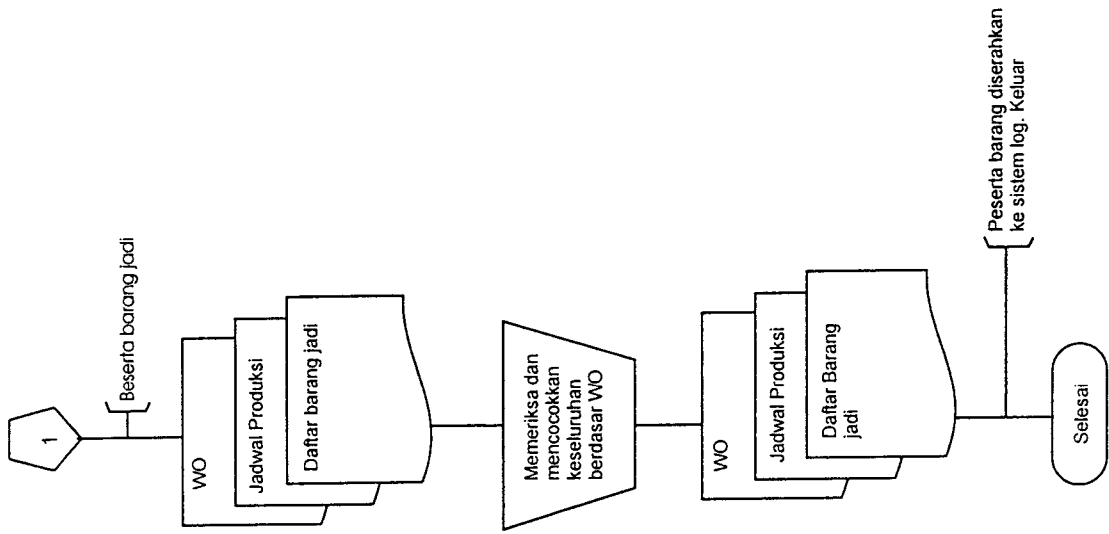 1
Beserta barang jadi
WO
Jadwal Produksi
Daftar barang jadi
Memeriksa dan
mencocokkan
keseluruhan
berdasar WO
WO
Jadwal Produksi
Daftar Barang
jadi
Peserta barang diserahkan
ke sistem log. Keluar
Selesai